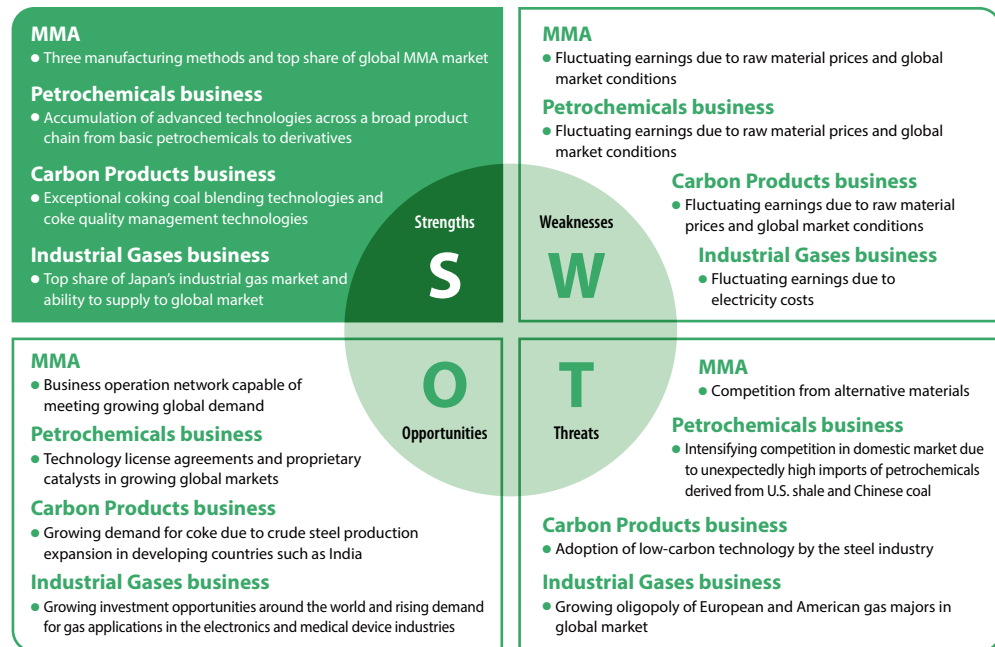 MMA
● Three manufacturing methods and top share of global MMA market
Petrochemicals business
● Accumulation of advanced technologies across a broad product
chain from basic petrochemicals to derivatives
Carbon Products business
● Exceptional coking coal blending technologies and
coke quality management technologies
Industrial Gases business
● Top share of Japan's industrial gas market and
ability to supply to global market
Strengths
S
MMA
● Fluctuating earnings due to raw material prices and global
market conditions
Petrochemicals business
● Fluctuating earnings due to raw material prices and global
market conditions
Carbon Products business
● Fluctuating earnings due to raw material
prices and global market conditions
Industrial Gases business
● Fluctuating earnings due to
electricity costs
Weaknesses
W
MMA
● Business operation network capable of
meeting growing global demand
Petrochemicals business
● Technology license agreements and proprietary
catalysts in growing global markets
Carbon Products business
● Growing demand for coke due to crude steel production
expansion in developing countries such as India
Industrial Gases business
● Growing investment opportunities around the world and rising demand
for gas applications in the electronics and medical device industries
O
Opportunities
MMA
● Competition from alternative materials
Petrochemicals business
● Intensifying competition in domestic market due
to unexpectedly high imports of petrochemicals
derived from U.S. shale and Chinese coal
Carbon Products business
● Adoption of low-carbon technology by the steel industry
Industrial Gases business
● Growing oligopoly of European and American gas majors in
global market
T
Threats